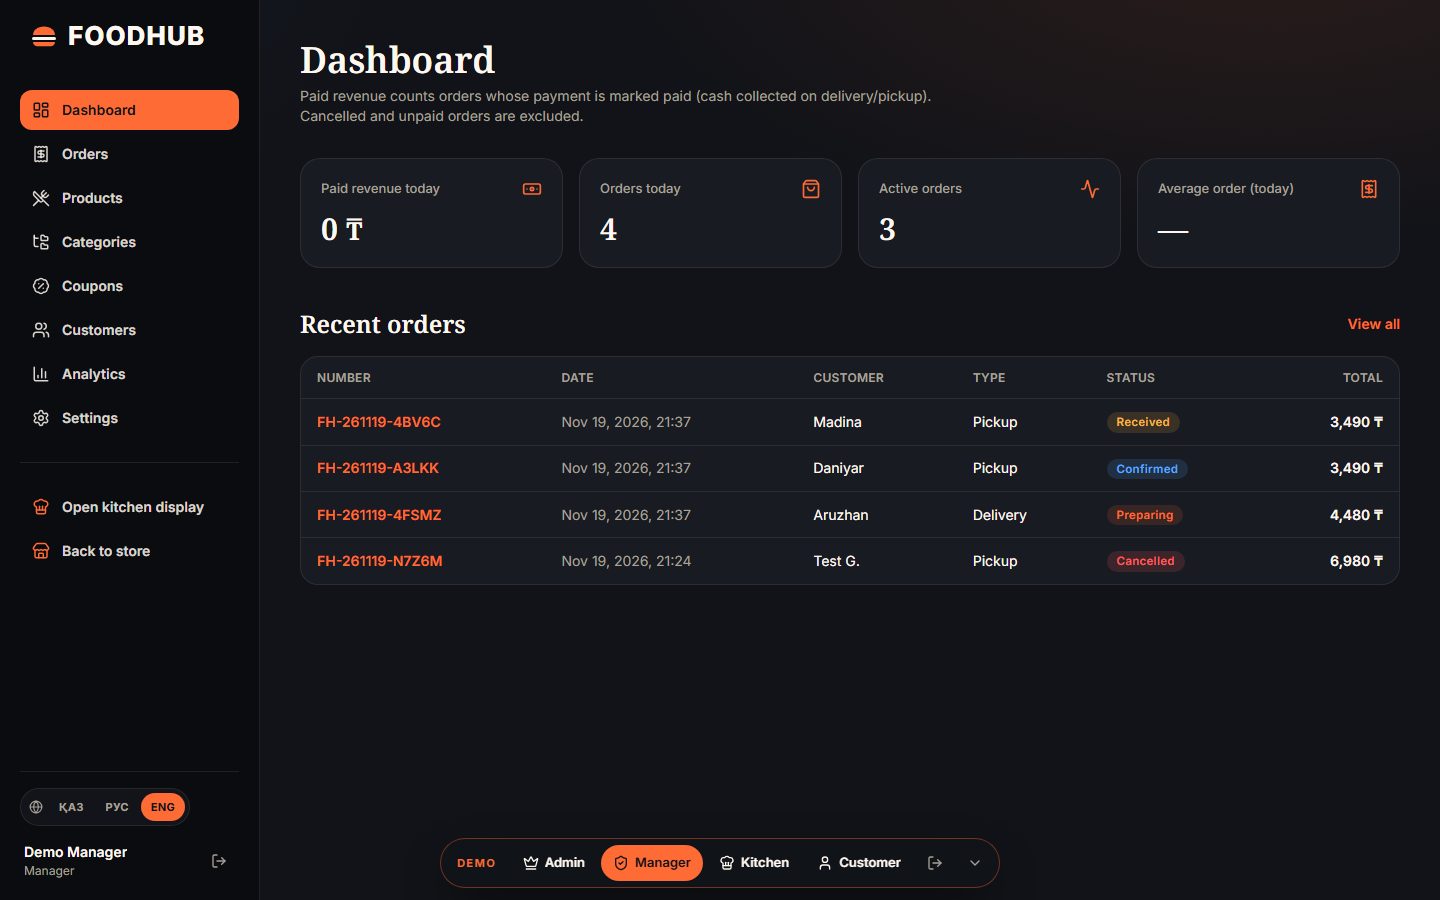 FOODHUB
Dashboard
Orders
Products
Categories
Coupons
Customers
Analytics
Settings
Open kitchen display
Back to store
ҚАЗ РУС ENG
Demo Manager
Manager
Dashboard
Paid revenue counts orders whose payment is marked paid (cash collected on delivery/pickup).
Cancelled and unpaid orders are excluded.
Paid revenue today
0 ₸
Orders today
4
Active orders
3
Average order (today)
—
Recent orders
View all
NUMBER DATE CUSTOMER TYPE STATUS TOTAL
FH-261119-4BV6C Nov 19, 2026, 21:37 Madina Pickup Received 3,490 ₸
FH-261119-A3LKK Nov 19, 2026, 21:37 Daniyar Pickup Confirmed 3,490 ₸
FH-261119-4FSMZ Nov 19, 2026, 21:37 Aruzhan Delivery Preparing 4,480 ₸
FH-261119-N7Z6M Nov 19, 2026, 21:24 Test G. Pickup Cancelled 6,980 ₸
DEMO Admin Manager Kitchen Customer